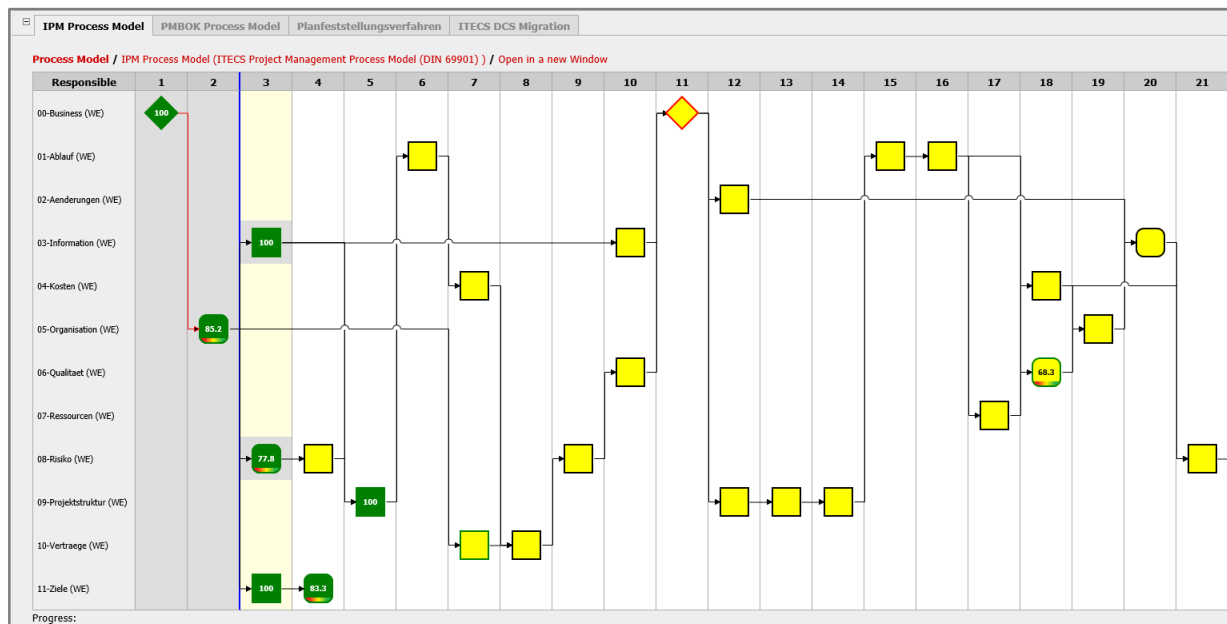 IPM Process Model PMBOK Process Model Planfeststellungsverfahren ITECS DCS Migration
Process Model / IPM Process Model (ITECS Project Management Process Model (DIN 69901) ) / Open in a new Window
Responsible 1 2 3 4 5 6 7 8 9 10 11 12 13 14 15 16 17 18 19 20 21
00-Business (WE) 100
01-Ablauf (WE)
02-Aenderungen (WE)
03-Information (WE) 100
04-Kosten (WE)
05-Organisation (WE) 85.2
06-Qualitaet (WE) 68.3
07-Ressourcen (WE)
08-Risiko (WE) 77.8
09-Projektstruktur (WE) 100
10-Vertraege (WE)
11-Ziele (WE) 100 83.3
Progress: